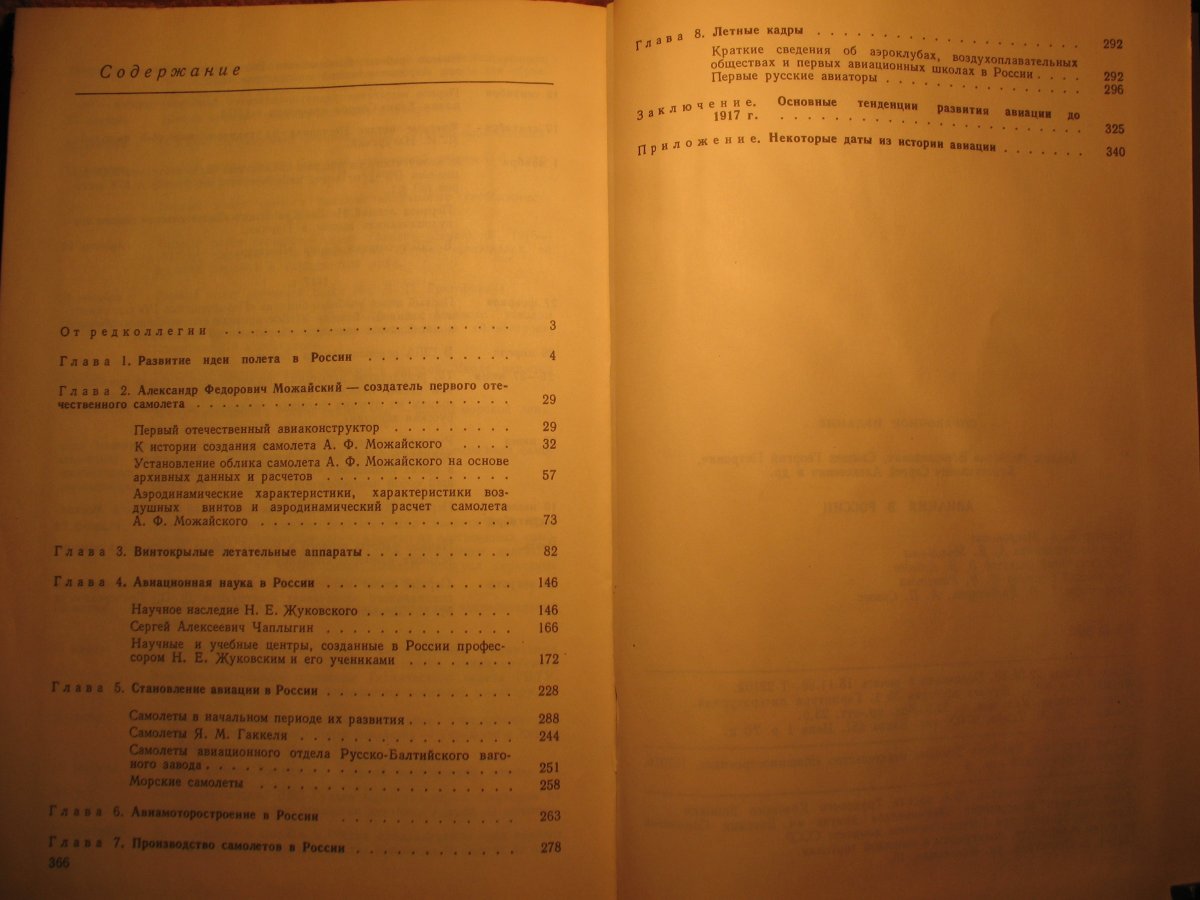 Содержание
От редколлегии . . . . . . . . . . . . . . . . . . . . . . 3
Глава 1. Развитие идеи полета в России . . . . . . . . . . . 4
Глава 2. Александр Федорович Можайский — создатель первого оте-
чественного самолета . . . . . . . . . . . . . . . . . . . . . . . . 29
Первый отечественный авиаконструктор . . . . . . . . . 29
К истории создания самолета А. Ф. Можайского . . . . 32
Установление облика самолета А. Ф. Можайского на основе
архивных данных и расчетов . . . . . . . . . . . . . . 57
Аэродинамические характеристики, характеристики воз-
душных винтов и аэродинамический расчет самолета
А. Ф. Можайского . . . . . . . . . . . . . . . . . . . 73
Глава 3. Винтокрылые летательные аппараты . . . . . . . . . . . 82
Глава 4. Авиационная наука в России . . . . . . . . . . . . . . 146
Научное наследие Н. Е. Жуковского . . . . . . . . . . . 146
Сергей Алексеевич Чаплыгин . . . . . . . . . . . . . . 166
Научные и учебные центры, созданные в России профес-
сором Н. Е. Жуковским и его учениками . . . . . . . . 172
Глава 5. Становление авиации в России . . . . . . . . . . . . . . 228
Самолеты в начальном периоде их развития . . . . . . . . 288
Самолеты Я. М. Гаккеля . . . . . . . . . . . . . . . . 244
Самолеты авиационного отдела Русско-Балтийского ваго-
ного завода . . . . . . . . . . . . . . . . . . . . . . . 251
Морские самолеты . . . . . . . . . . . . . . . . . . . 258
Глава 6. Авиамоторостроение в России . . . . . . . . . . . . . 263
Глава 7. Производство самолетов в России . . . . . . . . . . . . 278
366
Глава 8. Летные кадры . . . . . . . . . . . . . . . . . . . . 292
Краткие сведения об аэроклубах, воздухоплавательных
обществах и первых авиационных школах в России . . . . 292
Первые русские авиаторы . . . . . . . . . . . . . . . 296
Заключение. Основные тенденции развития авиации до
1917 г. . . . . . . . . . . . . . . . . . . . . . . . 325
Приложение. Некоторые даты из истории авиации . . . . . . . 340